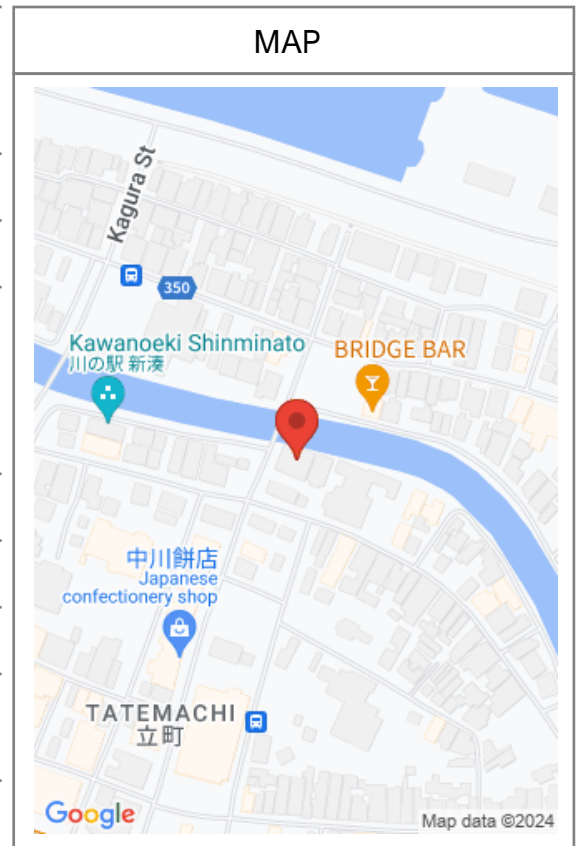 MAP
Kagura St
350
Kawanoeki Shinminato
川の駅 新湊
BRIDGE BAR
中川餅店
Japanese
confectionery shop
TATEMACHI
立町
Google
Map data ©2024